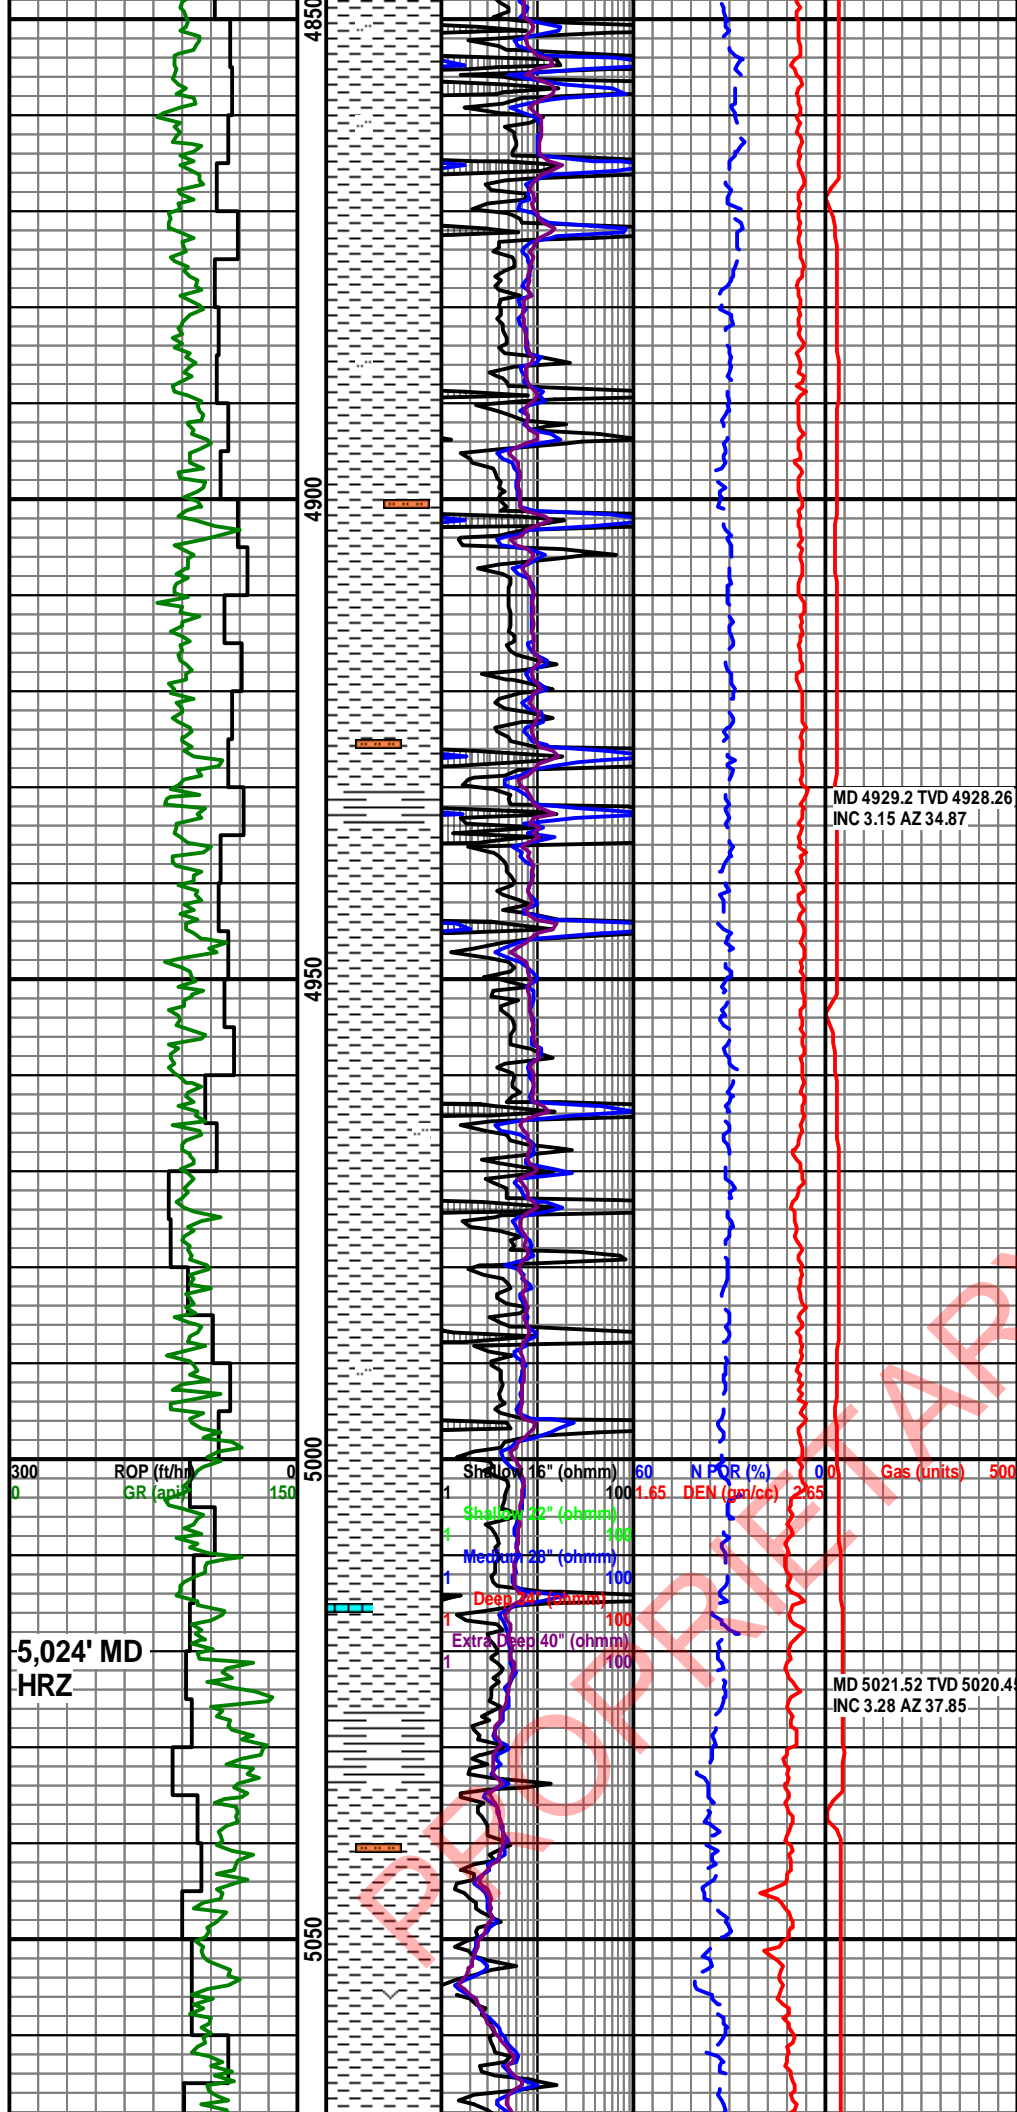 4850
4900
MD 4929.2 TVD 4928.26
INC 3.15 AZ 34.87
4950
5000
300 ROP (ft/hr) 0
0 GR (api) 150
Shallow 16" (ohmm)
1 100
Shallow 22" (ohmm)
1 100
Medium 28" (ohmm)
1 100
Deep 34" (ohmm)
1 100
Extra Deep 40" (ohmm)
1 100
60 N POR (%) 0
1.65 DEN (gm/cc) 2.65
0 Gas (units) 500
5,024' MD
HRZ
MD 5021.52 TVD 5020.45
INC 3.28 AZ 37.85
5050
PROPRIETARY